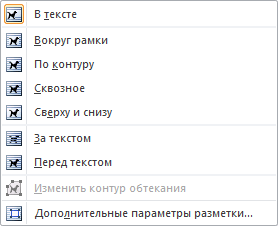 В тексте
Вокруг рамки
По контуру
Сквозное
Сверху и снизу
За текстом
Перед текстом
Изменить контур обтекания
Дополнительные параметры разметки...